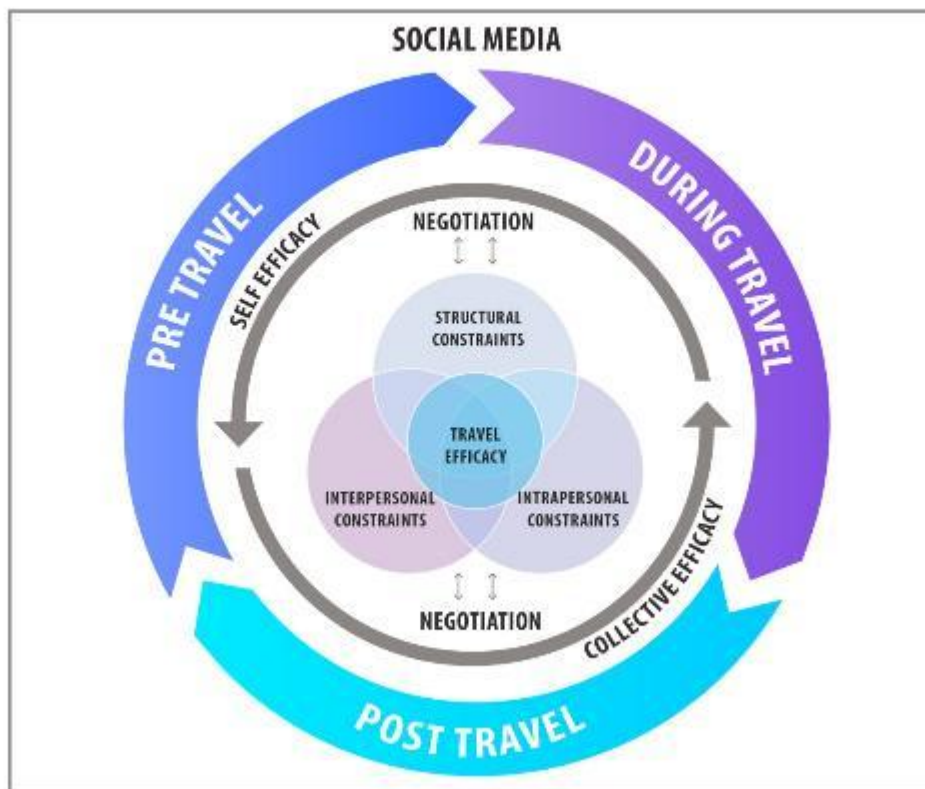 SOCIAL MEDIA
PRE TRAVEL
DURING TRAVEL
SELF EFFICACY
NEGOTIATION
STRUCTURAL
CONSTRAINTS
TRAVEL
EFFICACY
INTERPERSONAL
CONSTRAINTS
INTRAPERSONAL
CONSTRAINTS
NEGOTIATION
COLLECTIVE EFFICACY
POST TRAVEL